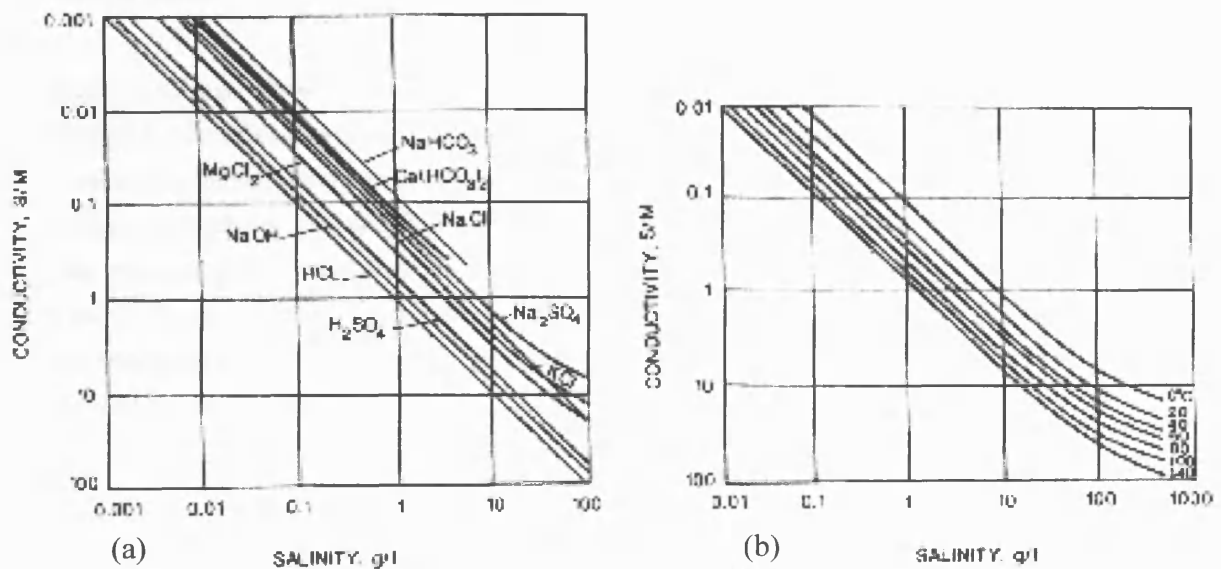 0.001
0.01
0.1
1
10
100
CONDUCTIVITY, S/M
NaHCO3
Ca(HCO3)2
MgCl2
NaCl
NaOH
HCL
H2SO4
Na2SO4
KCl
0.001 0.01 0.1 1 10 100
(a) SALINITY, g/l
0.01
0.1
1
10
100
CONDUCTIVITY, S/M
0°C
20
40
80
140
0.01 0.1 1 10 100 1000
(b) SALINITY, g/l